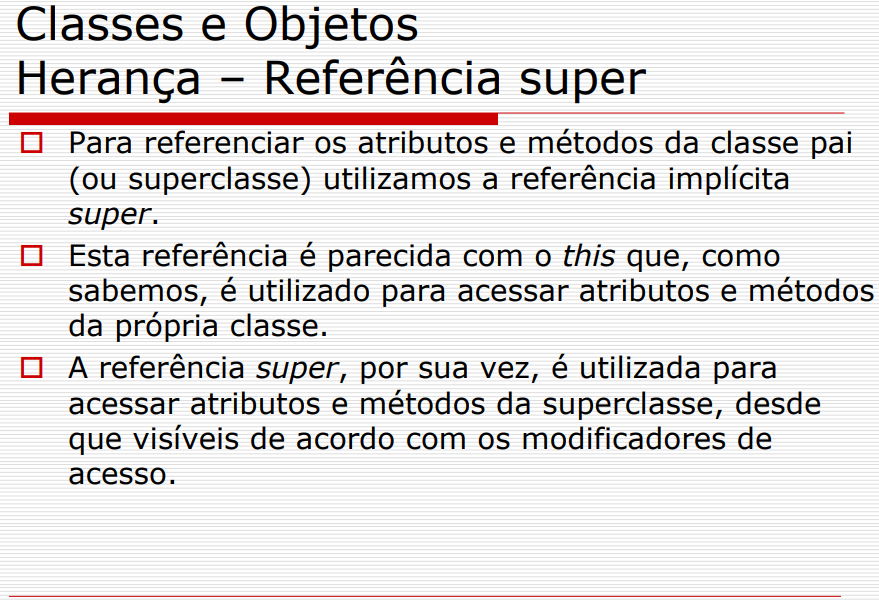 Classes e Objetos
Herança – Referência super
Para referenciar os atributos e métodos da classe pai
(ou superclasse) utilizamos a referência implícita
super.
Esta referência é parecida com o this que, como
sabemos, é utilizado para acessar atributos e métodos
da própria classe.
A referência super, por sua vez, é utilizada para
acessar atributos e métodos da superclasse, desde
que visíveis de acordo com os modificadores de
acesso.